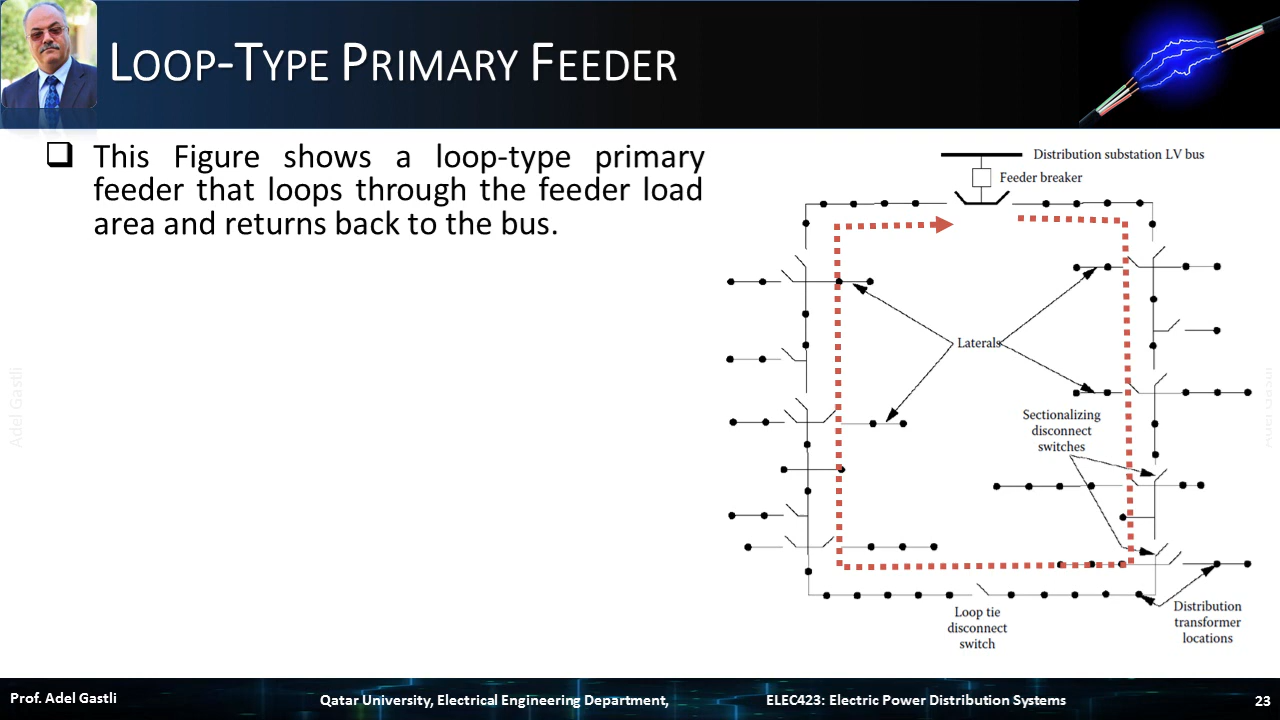 LOOP-TYPE PRIMARY FEEDER
This Figure shows a loop-type primary
feeder that loops through the feeder load
area and returns back to the bus.
Distribution substation LV bus
Feeder breaker
Laterals
Sectionalizing
disconnect
switches
Loop tie
disconnect
switch
Distribution
transformer
locations
Adel Gastli
Prof. Adel Gastli
Qatar University, Electrical Engineering Department,
ELEC423: Electric Power Distribution Systems
23